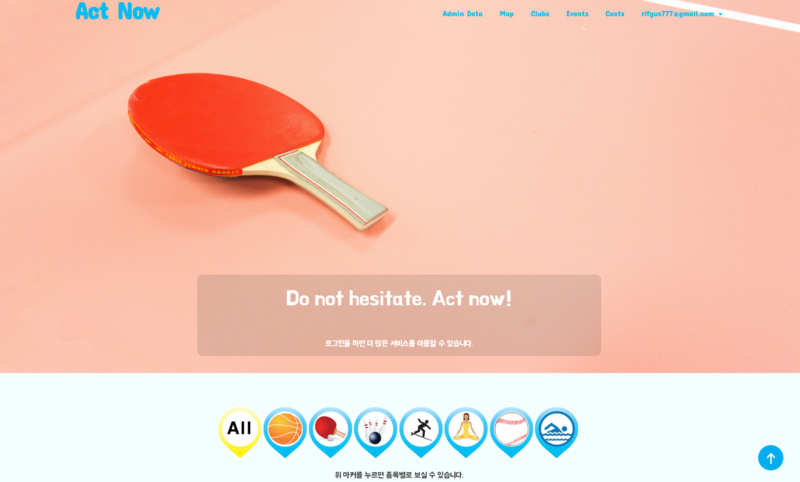 Act Now
Admin Data Map Clubs Events Costs rlfgus777@gmail.com
Do not hesitate. Act now!
로그인을 하면 더 많은 서비스를 이용할 수 있습니다.
All
위 마커를 누르면 종목별로 보실 수 있습니다.